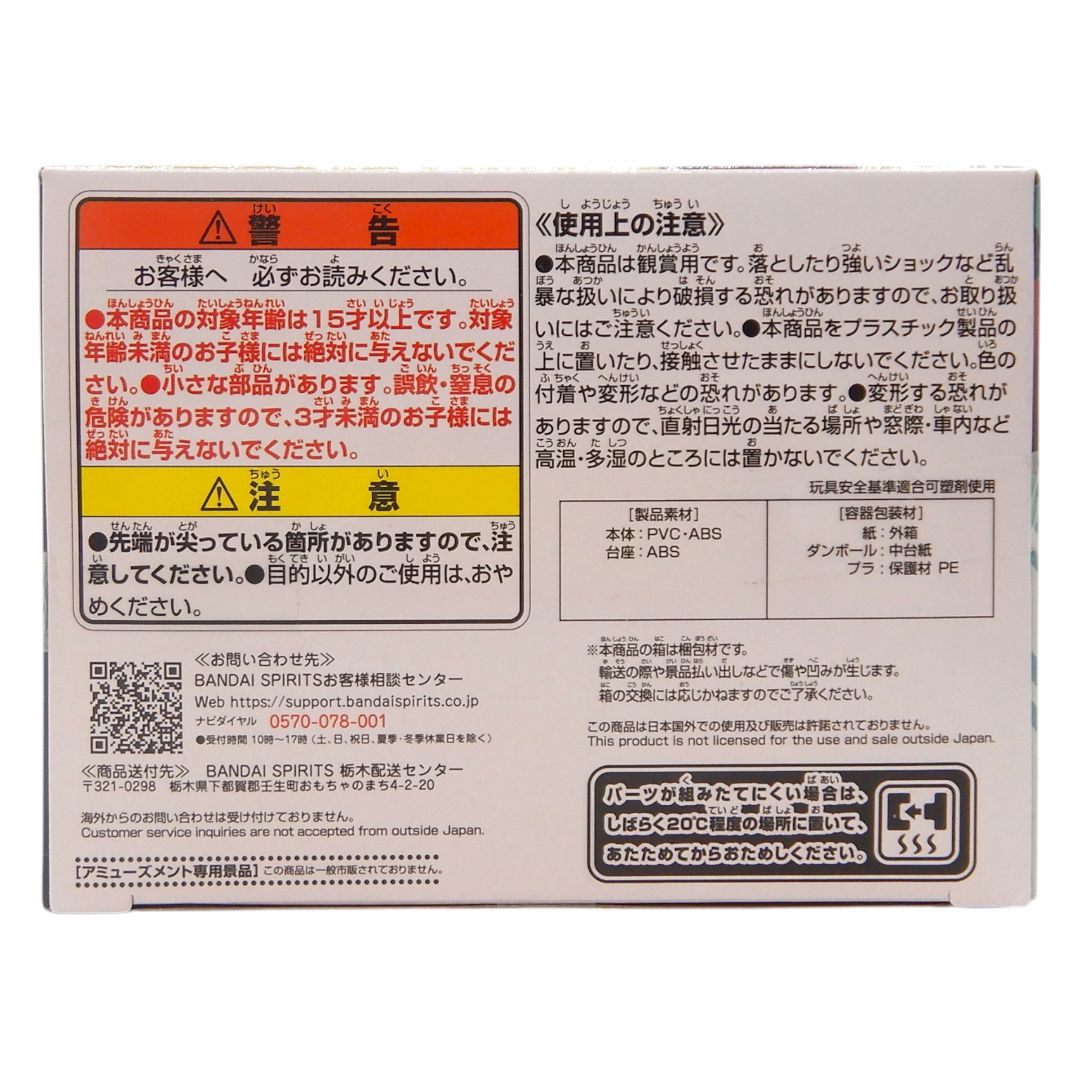 警告
お客様へ 必ずお読みください。
●本商品の対象年齢は15才以上です。対象
年齢未満のお子様には絶対に与えないでくだ
さい。●小さな部品があります。誤飲・窒息の
危険がありますので、3才未満のお子様には
絶対に与えないでください。
注意
●先端が尖っている箇所がありますので、注
意してください。●目的以外のご使用は、おや
めください。
≪お問い合わせ先≫
BANDAI SPIRITSお客様相談センター
Web https://support.bandaispirits.co.jp
ナビダイヤル 0570-078-001
●受付時間 10時〜17時 (土、日、祝日、夏季・冬季休業日を除く)
≪商品送付先≫ BANDAI SPIRITS 栃木配送センター
〒321-0298 栃木県下都賀郡壬生町おもちゃのまち4-2-20
海外からのお問い合わせは受け付けておりません。
Customer service inquiries are not accepted from outside Japan.
[アミューズメント専用景品] この商品は一般市販されておりません。
≪使用上の注意≫
●本商品は観賞用です。落としたり強いショックなど乱
暴な扱いにより破損する恐れがありますので、お取り扱
いにはご注意ください。●本商品をプラスチック製品の
上に置いたり、接触させたままにしないでください。色の
付着や変形などの恐れがあります。●変形する恐れが
ありますので、直射日光の当たる場所や窓際・車内など
高温・多湿のところには置かないでください。
玩具安全基準適合可塑剤使用
[製品素材]
本体：PVC・ABS
台座：ABS
[容器包装材]
紙：外箱
ダンボール：中台紙
プラ：保護材 PE
※本商品の箱は梱包材です。
輸送の際や景品払い出しなどで傷や凹みが生じます。
箱の交換には応じかねますのでご了承ください。
この商品は日本国外での使用及び販売は許諾されておりません。
This product is not licensed for the use and sale outside Japan.
パーツが組みたてにくい場合は、
しばらく20℃程度の場所に置いて、
あたためてからおためしください。